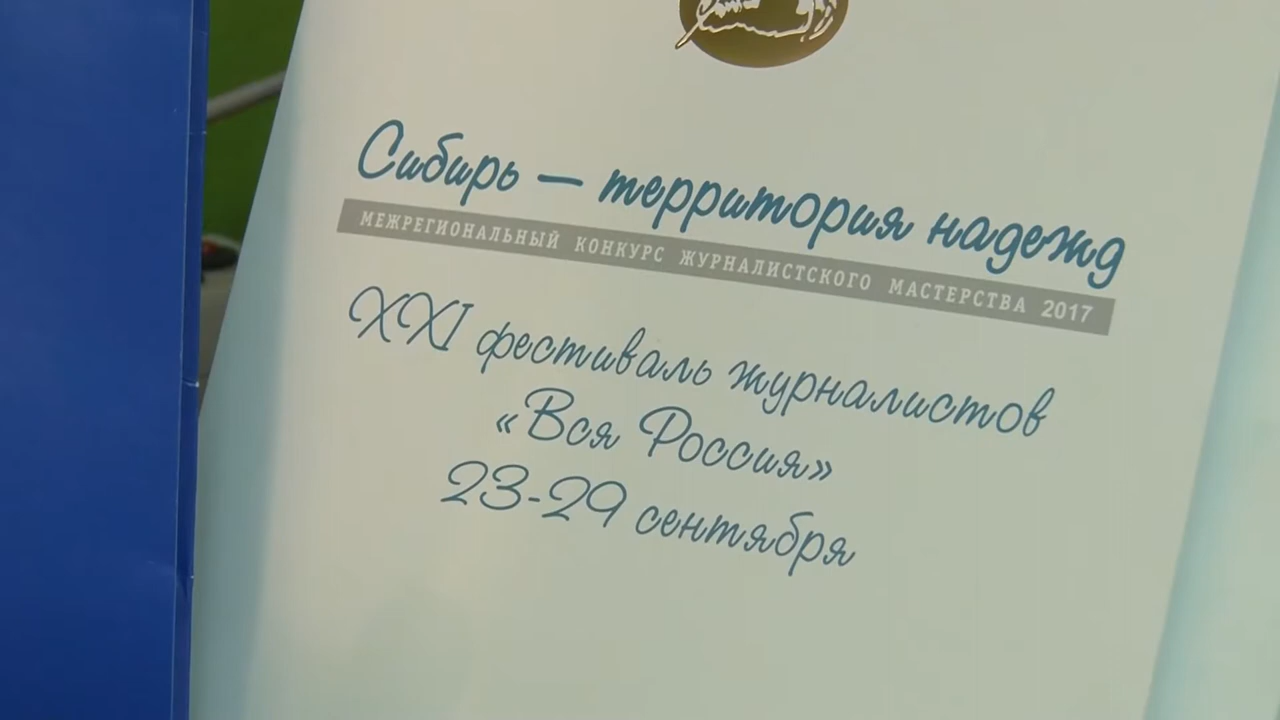 Сибирь — территория надежд
МЕЖРЕГИОНАЛЬНЫЙ КОНКУРС ЖУРНАЛИСТСКОГО МАСТЕРСТВА 2017
XXI фестиваль журналистов
«Вся Россия»
23-29 сентября